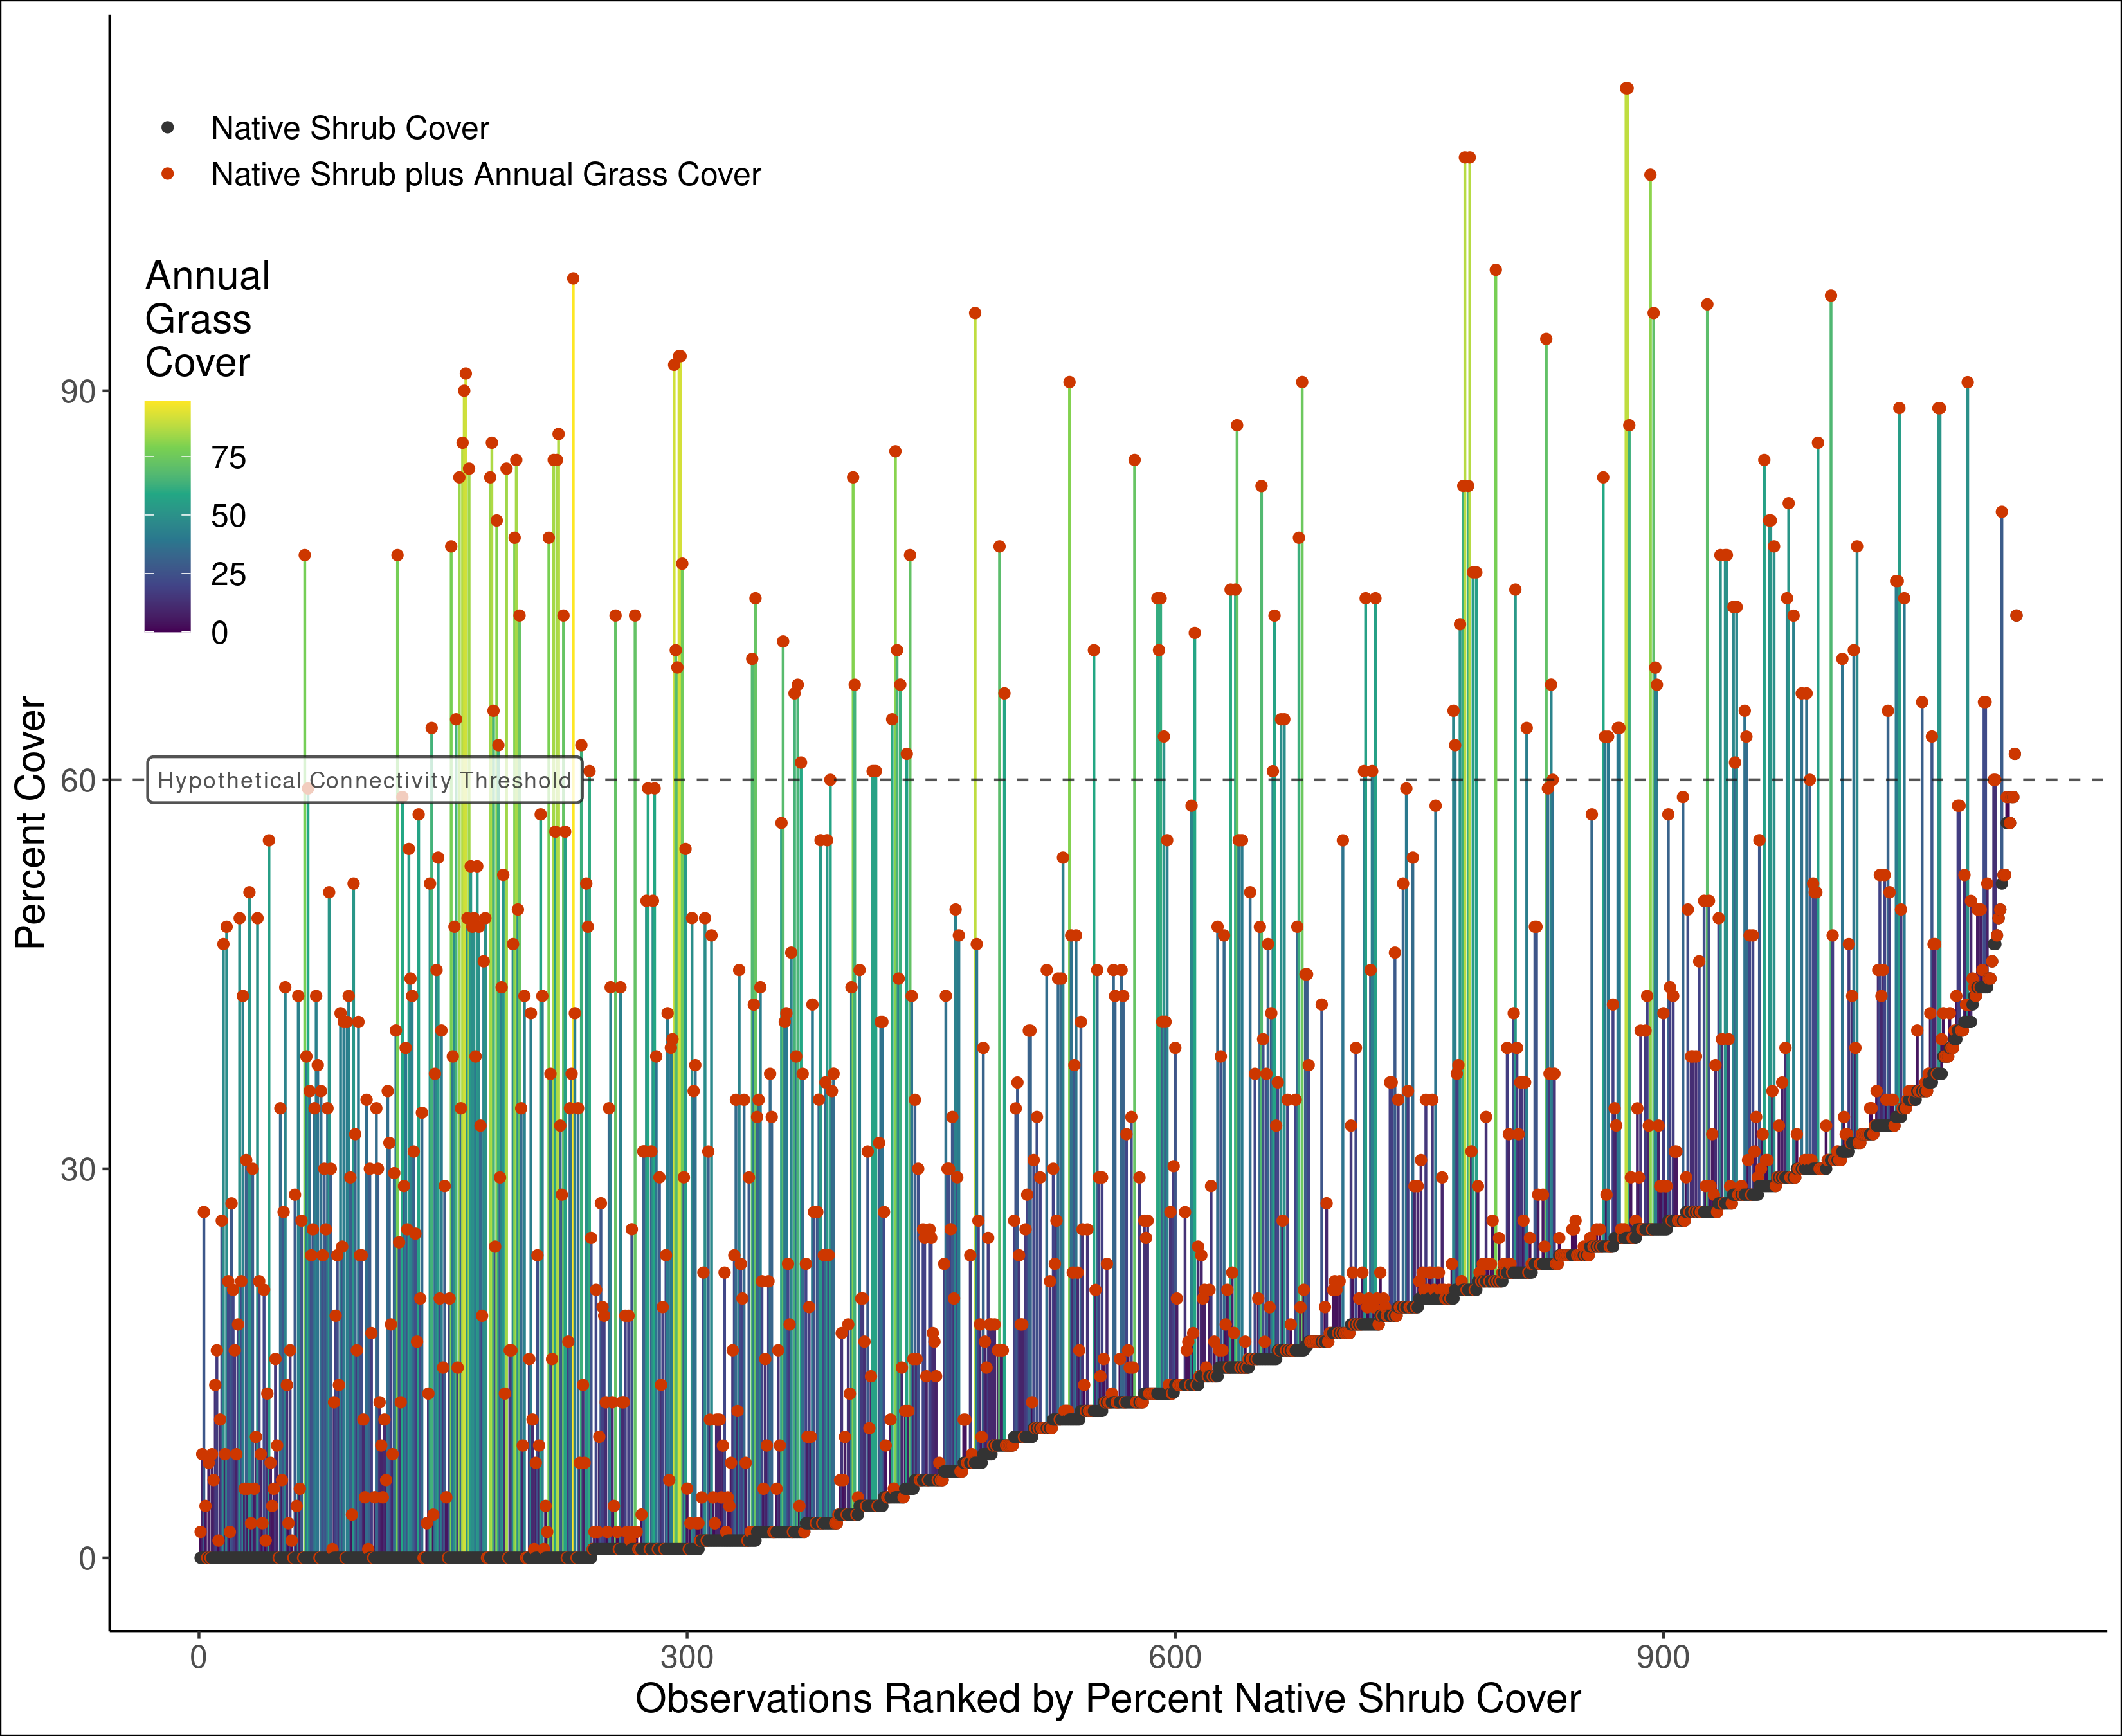 Native Shrub Cover
Native Shrub plus Annual Grass Cover
Annual
Grass
Cover
75
50
25
0
Percent Cover
90
60
30
0
Hypothetical Connectivity Threshold
0 300 600 900
Observations Ranked by Percent Native Shrub Cover